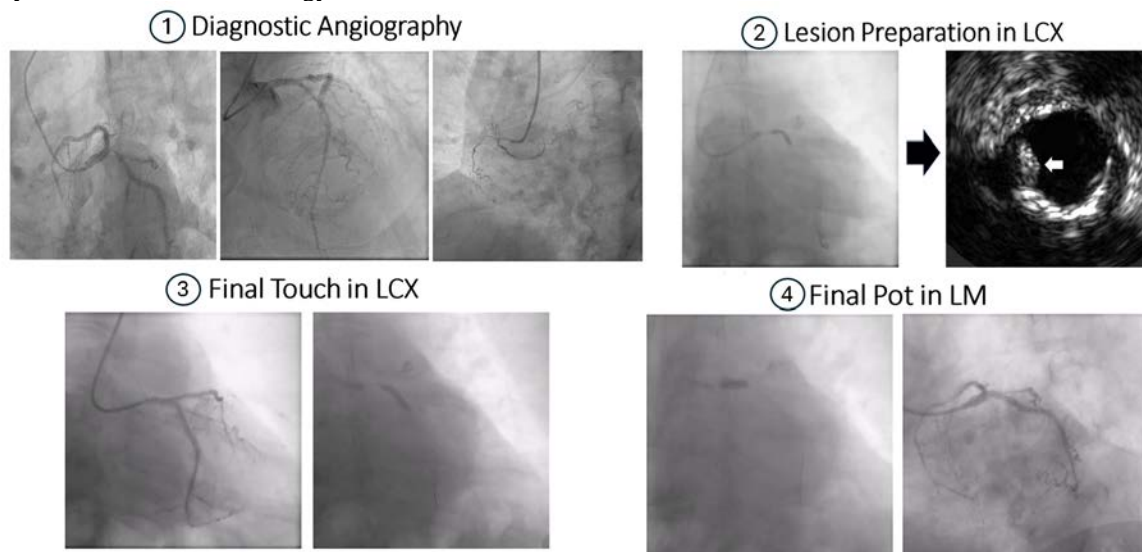 1 Diagnostic Angiography
2 Lesion Preparation in LCX
3 Final Touch in LCX
4 Final Pot in LM